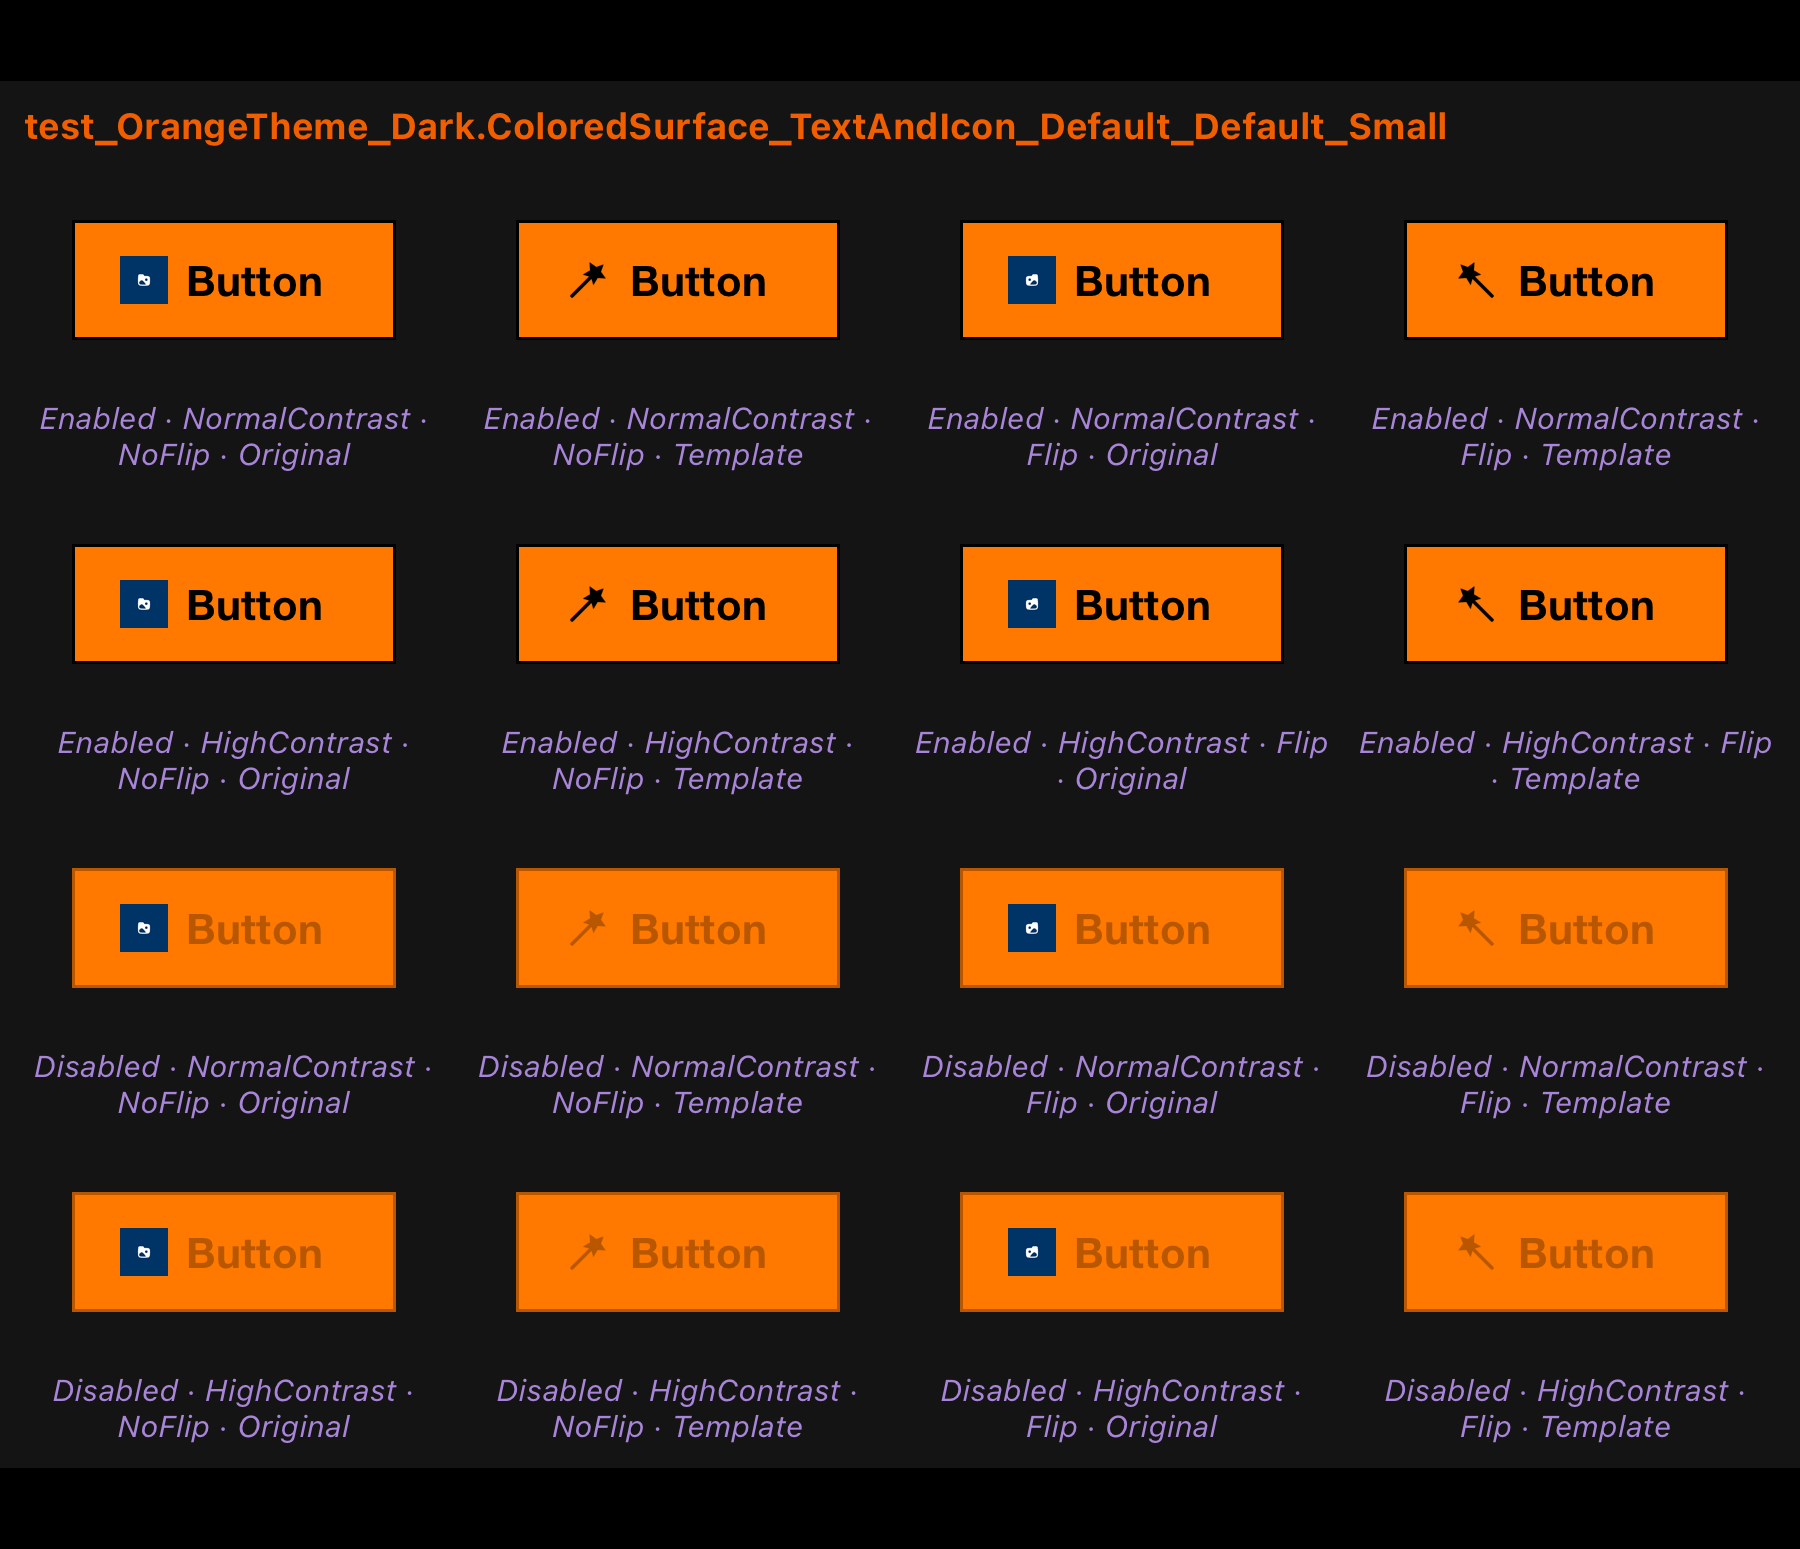 test_OrangeTheme_Dark.ColoredSurface_TextAndIcon_Default_Default_Small
Button Button Button Button
Enabled · NormalContrast · Enabled · NormalContrast · Enabled · NormalContrast · Enabled · NormalContrast ·
NoFlip · Original NoFlip · Template Flip · Original Flip · Template
Button Button Button Button
Enabled · HighContrast · Enabled · HighContrast · Enabled · HighContrast · Flip Enabled · HighContrast · Flip
NoFlip · Original NoFlip · Template · Original · Template
Button Button Button Button
Disabled · NormalContrast · Disabled · NormalContrast · Disabled · NormalContrast · Disabled · NormalContrast ·
NoFlip · Original NoFlip · Template Flip · Original Flip · Template
Button Button Button Button
Disabled · HighContrast · Disabled · HighContrast · Disabled · HighContrast · Disabled · HighContrast ·
NoFlip · Original NoFlip · Template Flip · Original Flip · Template